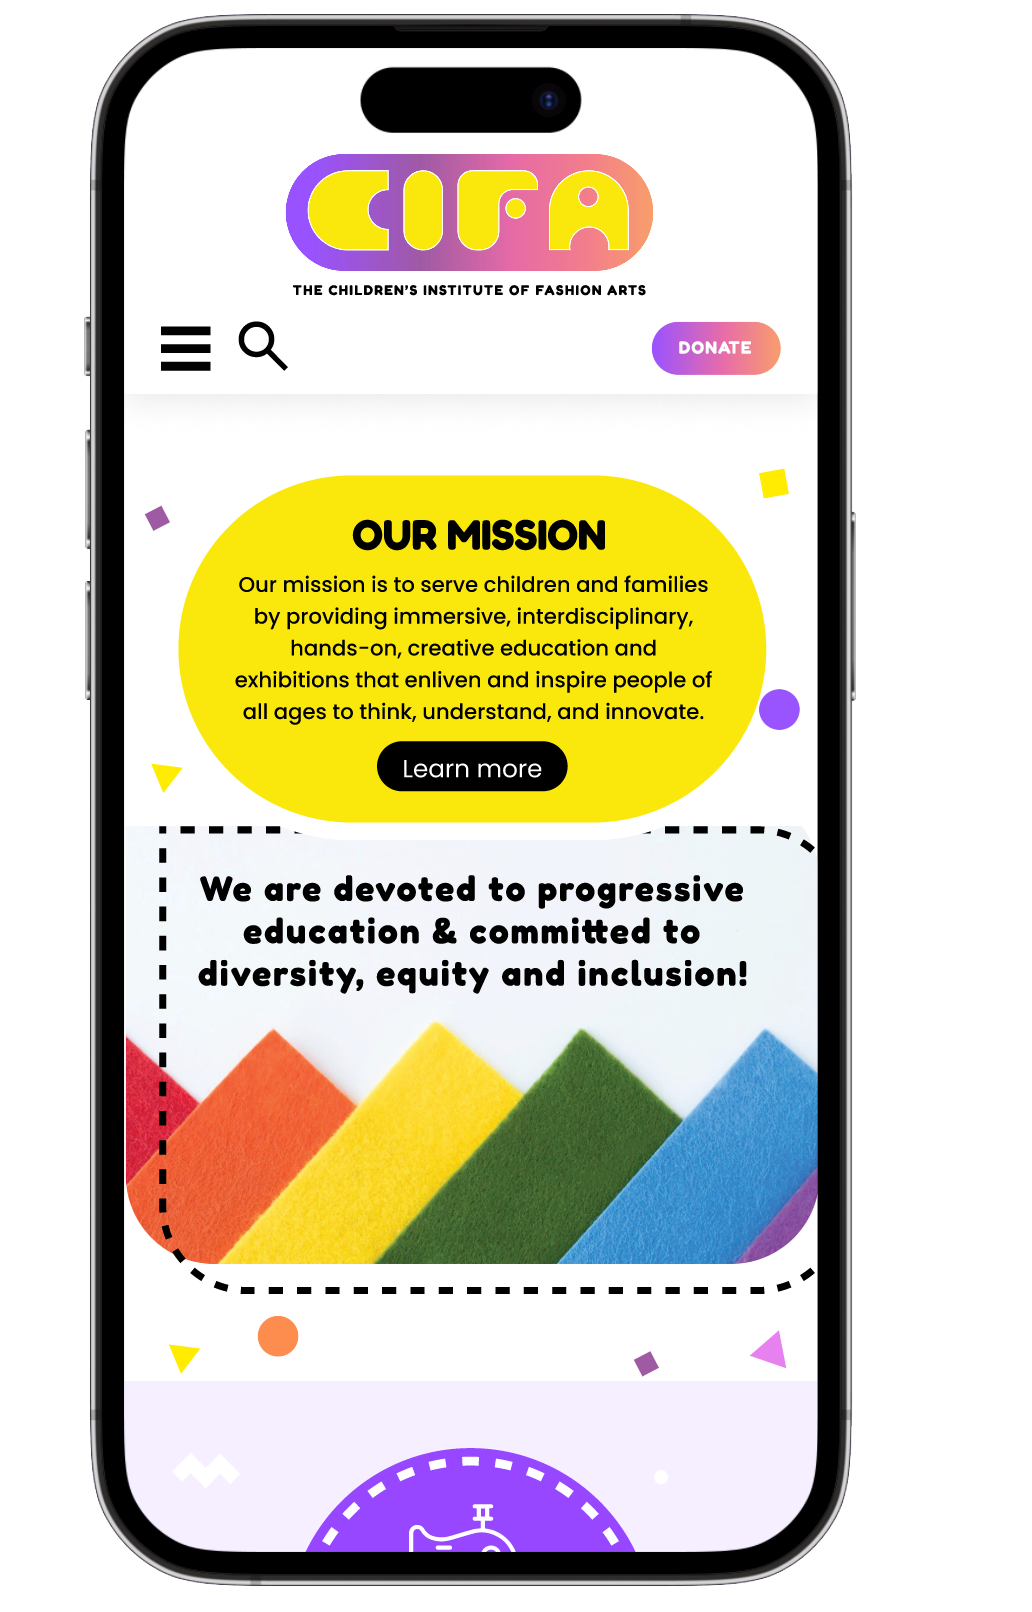 CIFA
THE CHILDREN'S INSTITUTE OF FASHION ARTS
DONATE
OUR MISSION
Our mission is to serve children and families
by providing immersive, interdisciplinary,
hands-on, creative education and
exhibitions that enliven and inspire people of
all ages to think, understand, and innovate.
Learn more
We are devoted to progressive
education & committed to
diversity, equity and inclusion!